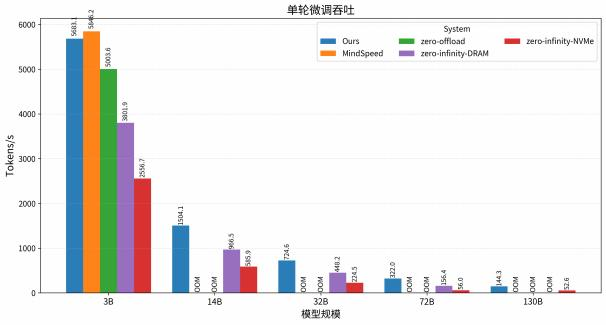 单轮微调吞吐
System
Ours
MindSpeed
zero-offload
zero-infinity-DRAM
zero-infinity-NVMe
Tokens/s
6000
5000
4000
3000
2000
1000
0
5683.1
5846.2
5003.6
3801.9
2556.7
1504.1
OOM
OOM
966.5
585.9
724.6
OOM
OOM
448.2
224.5
322.0
OOM
OOM
156.4
56.0
144.3
OOM
OOM
OOM
52.6
3B
14B
32B
72B
130B
模型规模